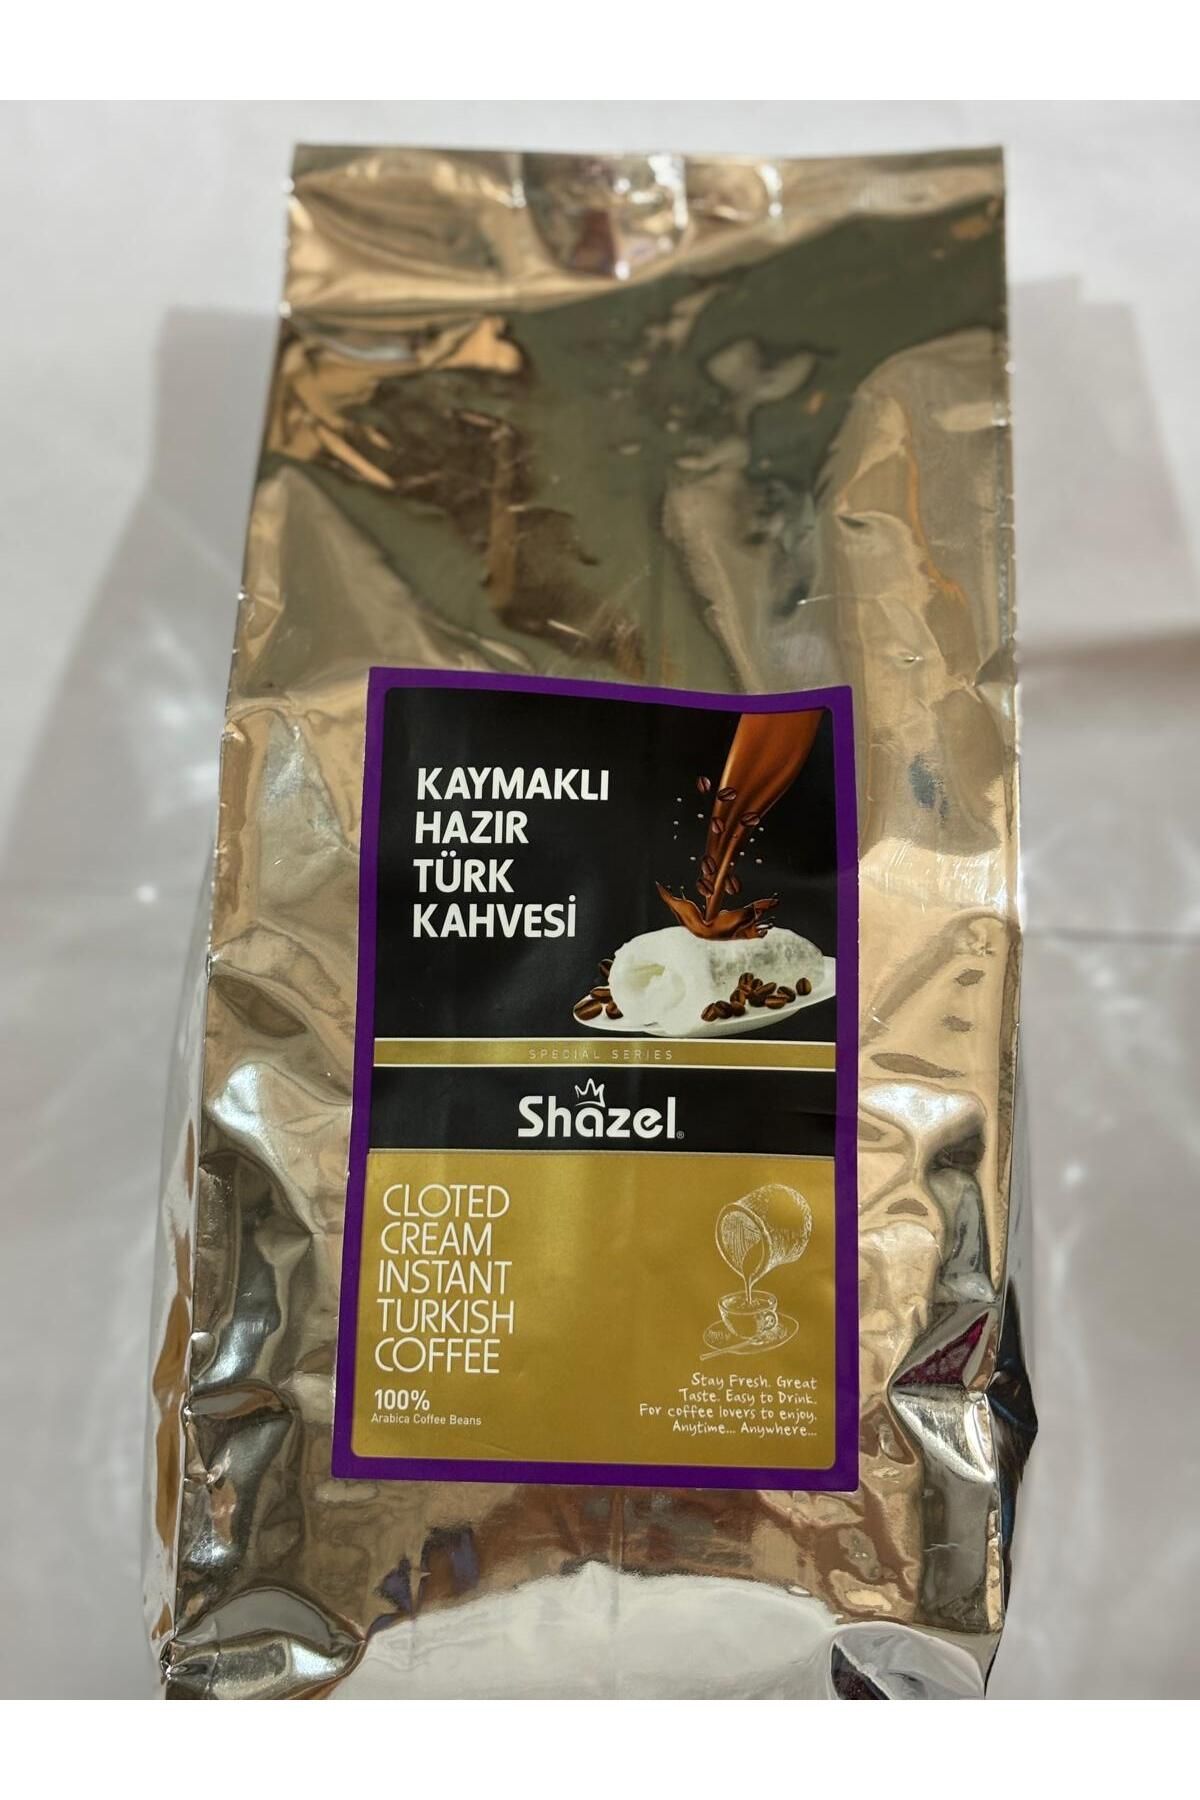 KAYMAKLI
HAZIR
TÜRK
KAHVESİ
SPECIAL SERIES
Shazel®
CLOTED
CREAM
INSTANT
TURKISH
COFFEE
100%
Arabica Coffee Beans
Stay Fresh. Great
Taste. Easy to Drink.
For coffee lovers to enjoy.
Anytime... Anywhere...